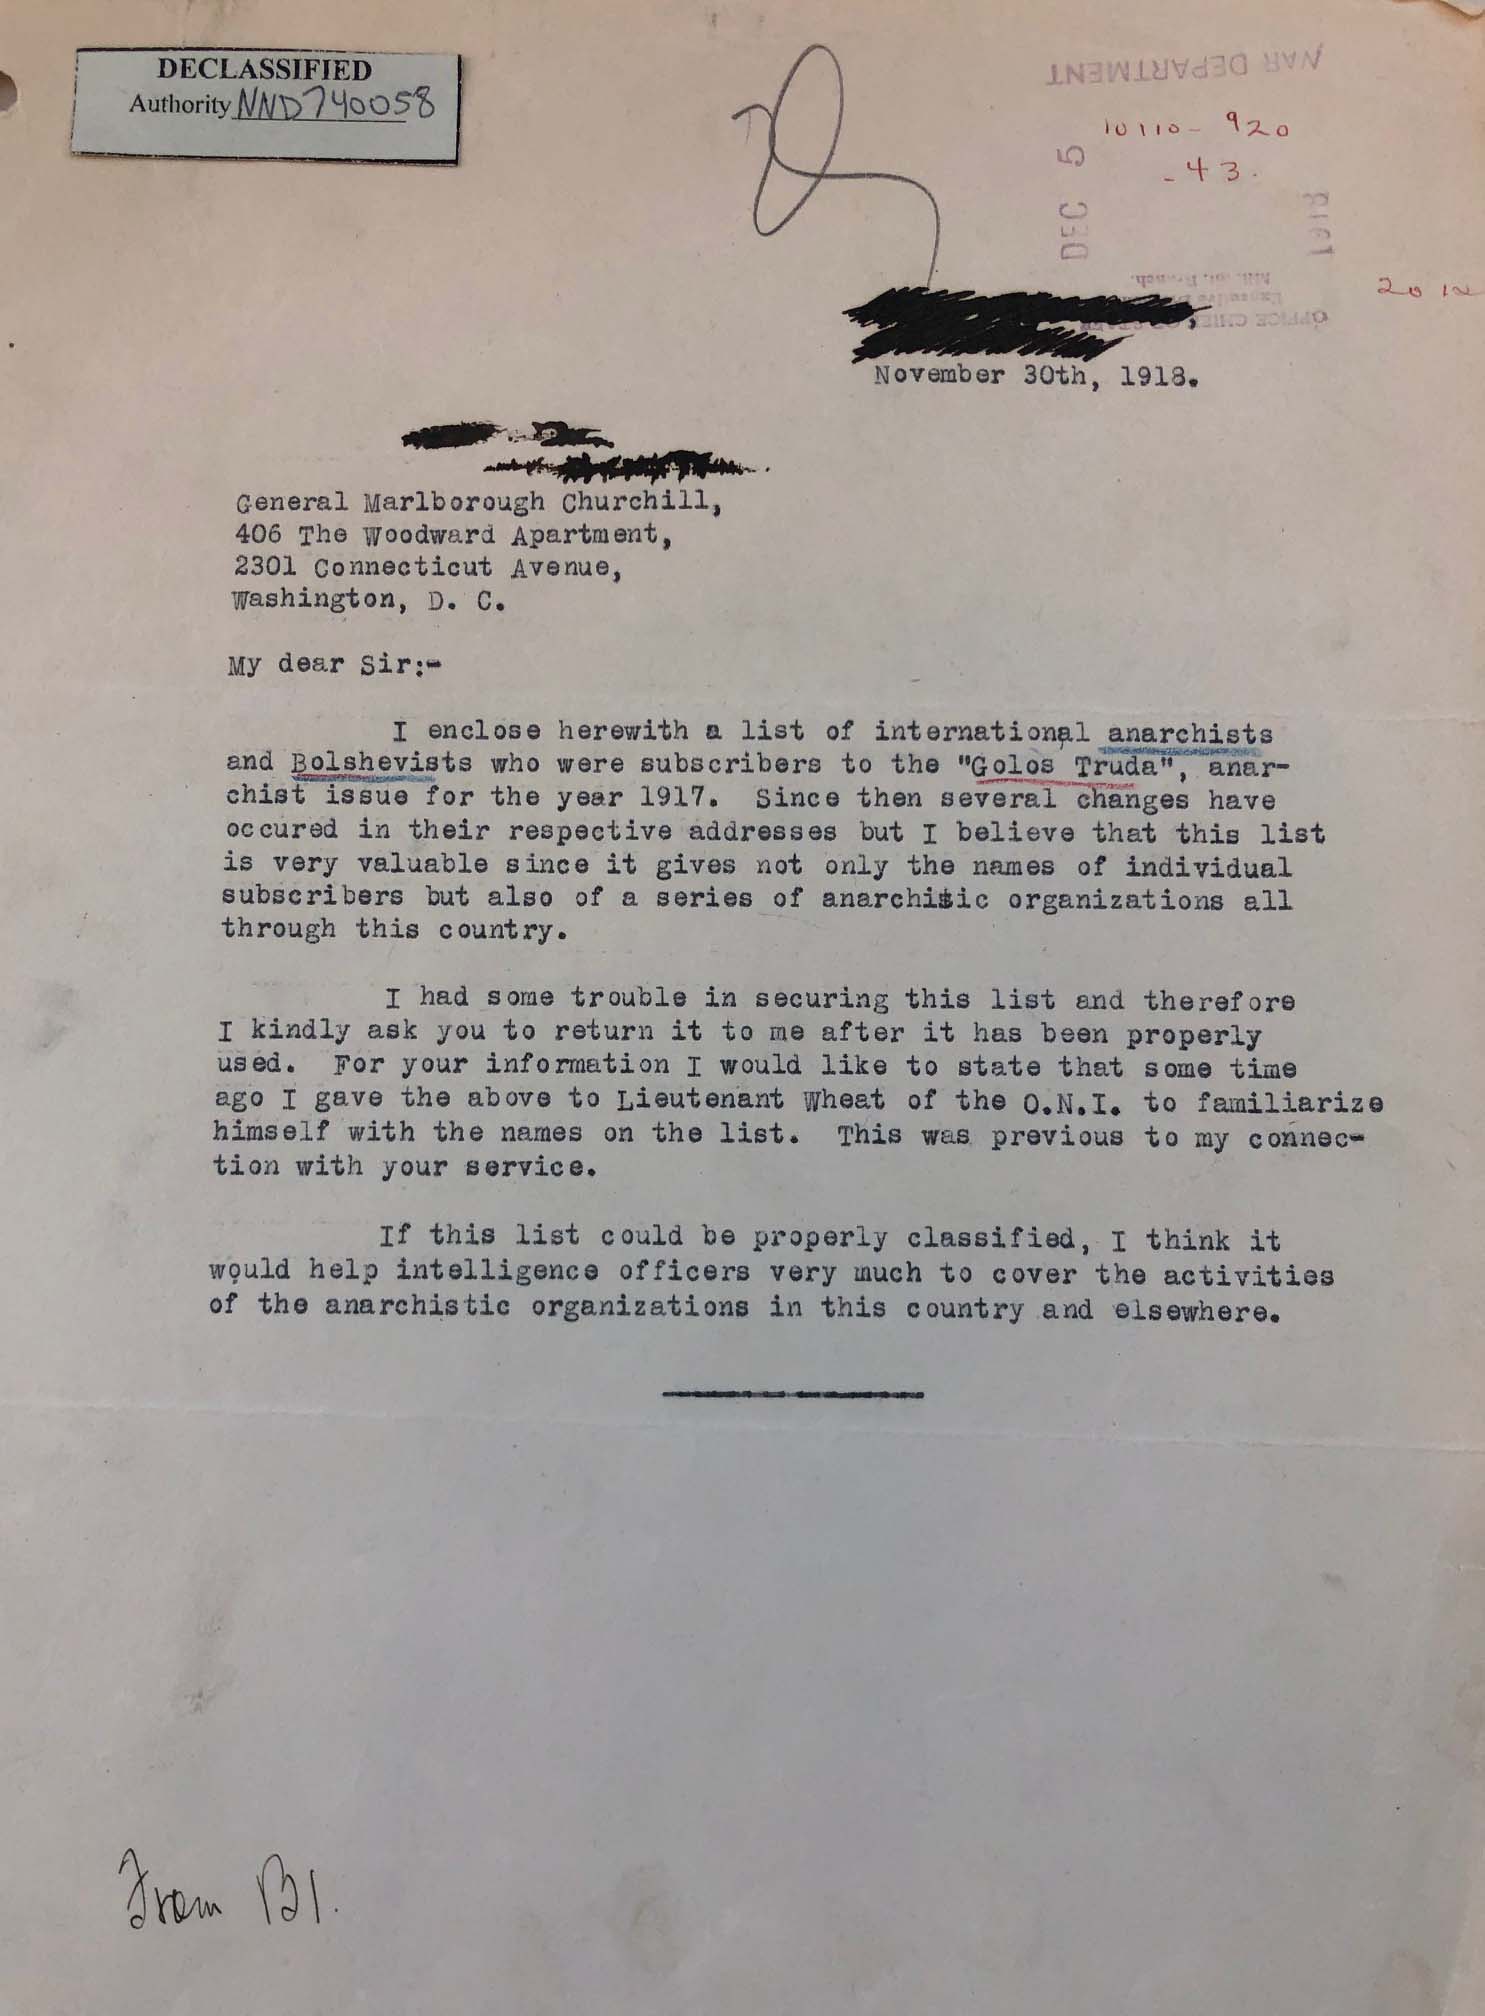 DECLASSIFIED
Authority NND740058
WAR DEPARTMENT
10110-920
-43.
DEC 5 1918
Mil. Int. Branch,
Executive
OFFICE CHIEF OF STAFF
November 30th, 1918.
General Marlborough Churchill,
406 The Woodward Apartment,
2301 Connecticut Avenue,
Washington, D. C.
My dear Sir:-
I enclose herewith a list of international anarchists
and Bolshevists who were subscribers to the "Golos Truda", anar-
chist issue for the year 1917. Since then several changes have
occured in their respective addresses but I believe that this list
is very valuable since it gives not only the names of individual
subscribers but also of a series of anarchistic organizations all
through this country.
I had some trouble in securing this list and therefore
I kindly ask you to return it to me after it has been properly
used. For your information I would like to state that some time
ago I gave the above to Lieutenant Wheat of the O.N.I. to familiarize
himself with the names on the list. This was previous to my connec-
tion with your service.
If this list could be properly classified, I think it
would help intelligence officers very much to cover the activities
of the anarchistic organizations in this country and elsewhere.
From B1.